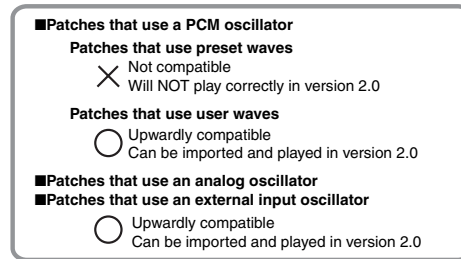 ■Patches that use a PCM oscillator
Patches that use preset waves
Not compatible
Will NOT play correctly in version 2.0
Patches that use user waves
Upwardly compatible
Can be imported and played in version 2.0
■Patches that use an analog oscillator
■Patches that use an external input oscillator
Upwardly compatible
Can be imported and played in version 2.0